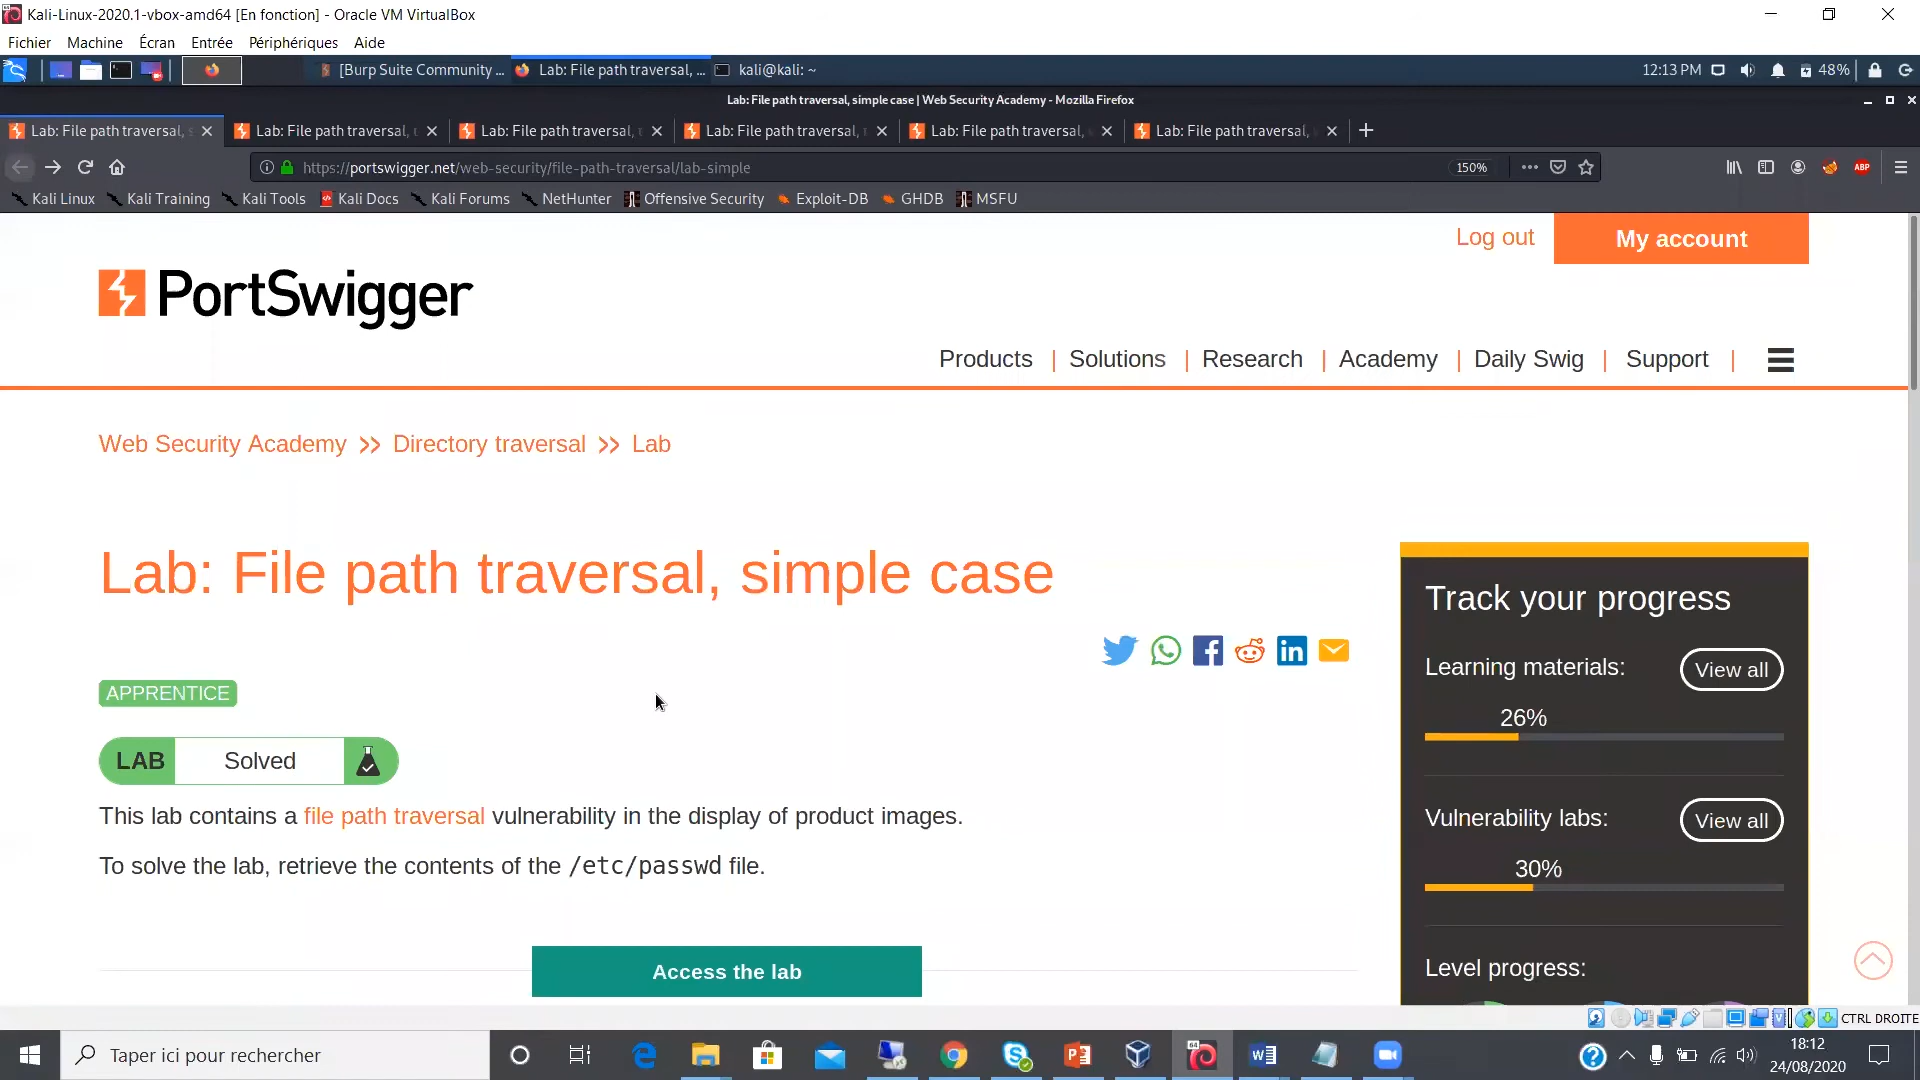 Kali-Linux-2020.1-vbox-amd64 [En fonction] - Oracle VM VirtualBox
Fichier Machine Écran Entrée Périphériques Aide
[Burp Suite Community ... Lab: File path traversal, ... kali@kali: ~ 12:13 PM 48%
Lab: File path traversal, simple case | Web Security Academy - Mozilla Firefox
Lab: File path traversal, s Lab: File path traversal, Lab: File path traversal, Lab: File path traversal, Lab: File path traversal, Lab: File path traversal,
https://portswigger.net/web-security/file-path-traversal/lab-simple 150% ABP
Kali Linux Kali Training Kali Tools Kali Docs Kali Forums NetHunter Offensive Security Exploit-DB GHDB MSFU
Log out My account
PortSwigger
Products | Solutions | Research | Academy | Daily Swig | Support |
Web Security Academy >> Directory traversal >> Lab
Lab: File path traversal, simple case
APPRENTICE
LAB Solved
This lab contains a file path traversal vulnerability in the display of product images.
To solve the lab, retrieve the contents of the /etc/passwd file.
Access the lab
Track your progress
Learning materials: View all
26%
Vulnerability labs: View all
30%
Level progress:
CTRL DROITE
Taper ici pour rechercher
18:12
24/08/2020